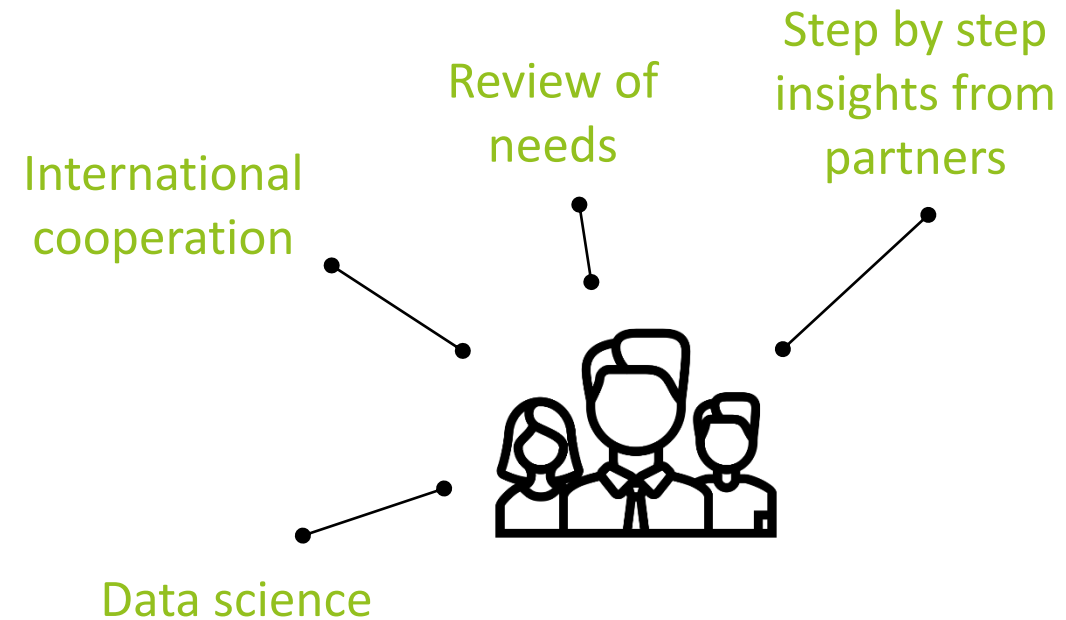 Step by step
insights from
partners
Review of
needs
International
cooperation
Data science